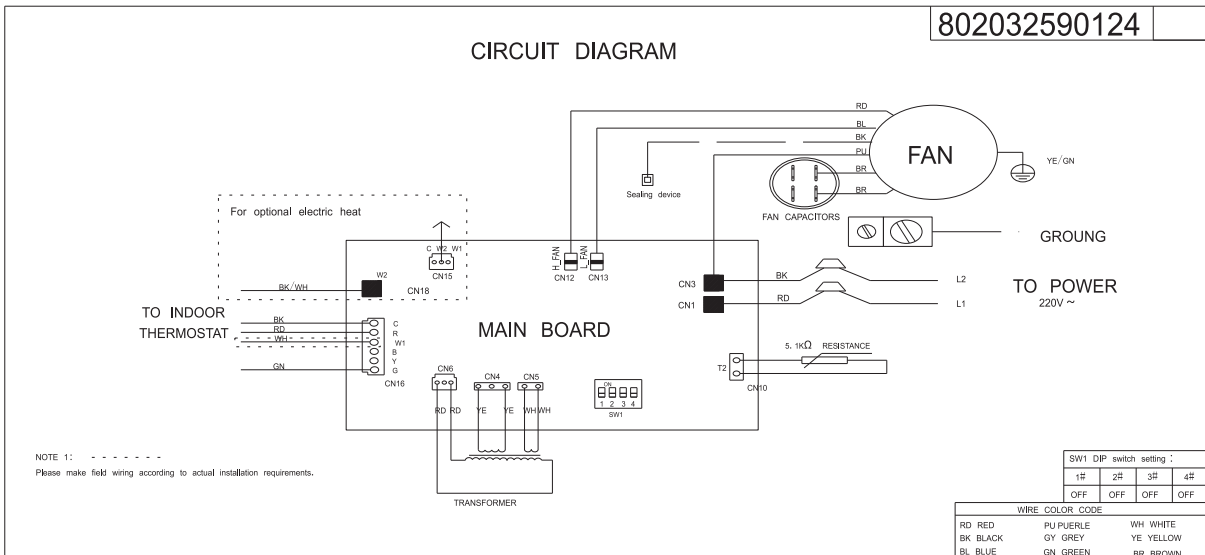 802032590124
CIRCUIT DIAGRAM
RD
BL
BK
PU
BR
BR
FAN
YE/GN
Sealing device
FAN CAPACITORS
GROUNG
For optional electric heat
C W2 W1
CN15
W2
CN18
BK/WH
H_FAN
CN12
L_FAN
CN13
CN3
BK
L2
CN1
RD
L1
TO POWER
220V ~
TO INDOOR
THERMOSTAT
BK
RD
WH
GN
C
R
W1
B
Y
G
CN16
MAIN BOARD
5.1KΩ RESISTANCE
T2
CN10
CN6
CN4
CN5
RD RD
YE YE
WH WH
ON
1 2 3 4
SW1
TRANSFORMER
NOTE 1: - - - - - - -
Please make field wiring according to actual installation requirements.
SW1 DIP switch setting :
1# 2# 3# 4#
OFF OFF OFF OFF
WIRE COLOR CODE
RD RED PU PUERLE WH WHITE
BK BLACK GY GREY YE YELLOW
BL BLUE GN GREEN BR BROWN